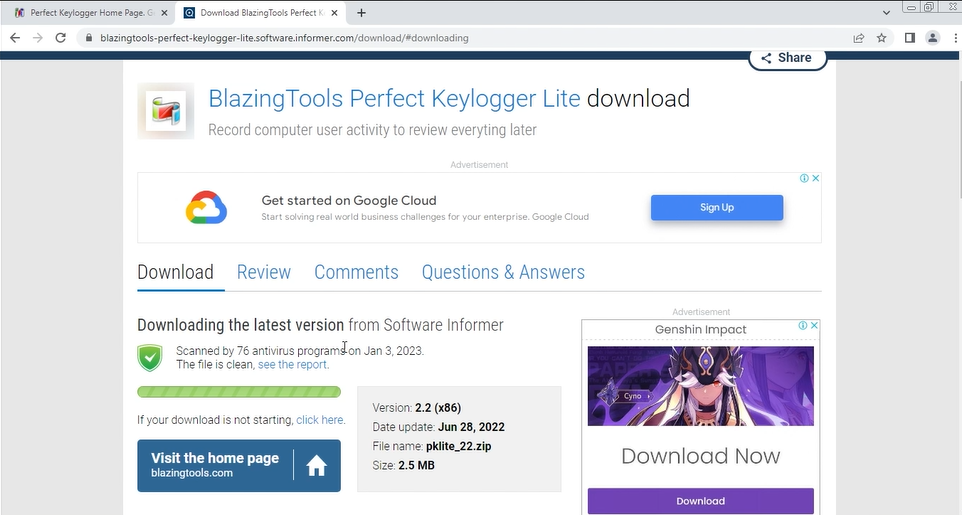 Perfect Keylogger Home Page. G
Download BlazingTools Perfect K
blazingtools-perfect-keylogger-lite.software.informer.com/download/#downloading
Share
BlazingTools Perfect Keylogger Lite download
Record computer user activity to review everyting later
Advertisement
Get started on Google Cloud
Start solving real world business challenges for your enterprise. Google Cloud
Sign Up
Download Review Comments Questions & Answers
Downloading the latest version from Software Informer
Scanned by 76 antivirus programs on Jan 3, 2023.
The file is clean, see the report.
If your download is not starting, click here.
Visit the home page
blazingtools.com
Version: 2.2 (x86)
Date update: Jun 28, 2022
File name: pklite_22.zip
Size: 2.5 MB
Advertisement
Genshin Impact
Cyno
Download Now
Download